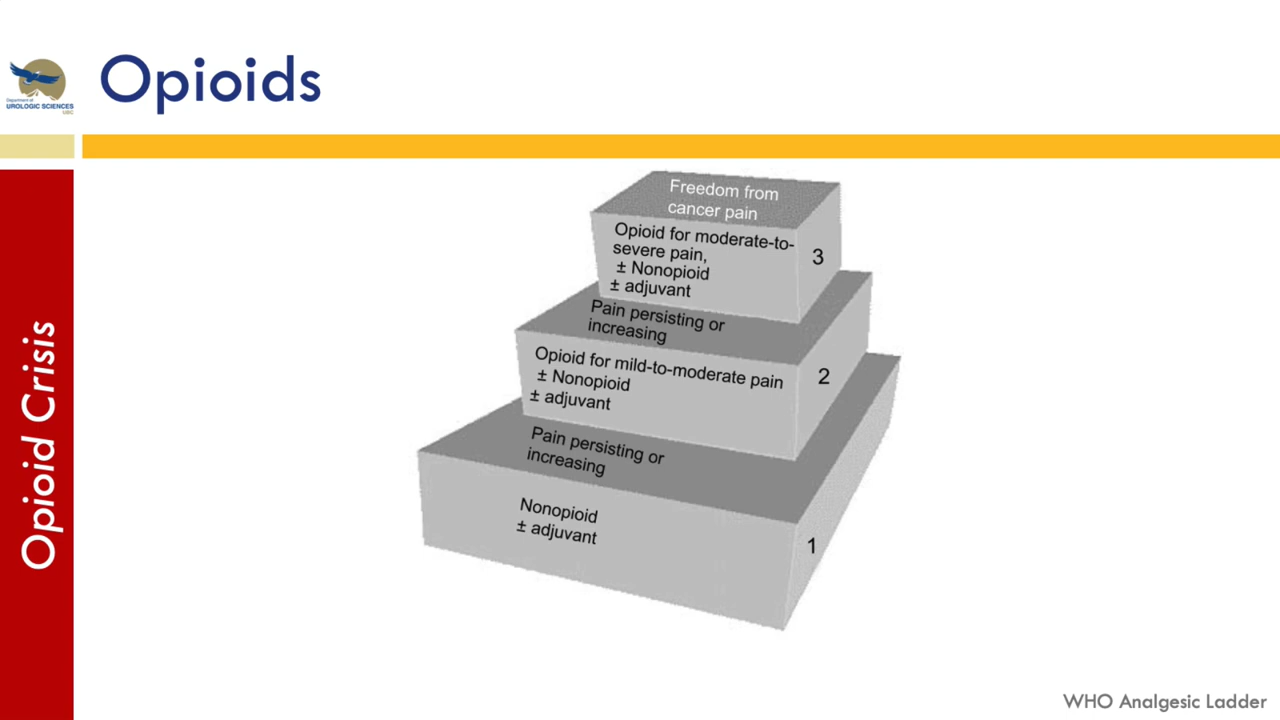 Opioids
Department of
UROLOGIC SCIENCES
UBC
Opioid Crisis
Freedom from
cancer pain
Opioid for moderate-to-
severe pain,
± Nonopioid
± adjuvant
3
Pain persisting or
increasing
Opioid for mild-to-moderate pain
± Nonopioid
± adjuvant
2
Pain persisting or
increasing
Nonopioid
± adjuvant
1
WHO Analgesic Ladder